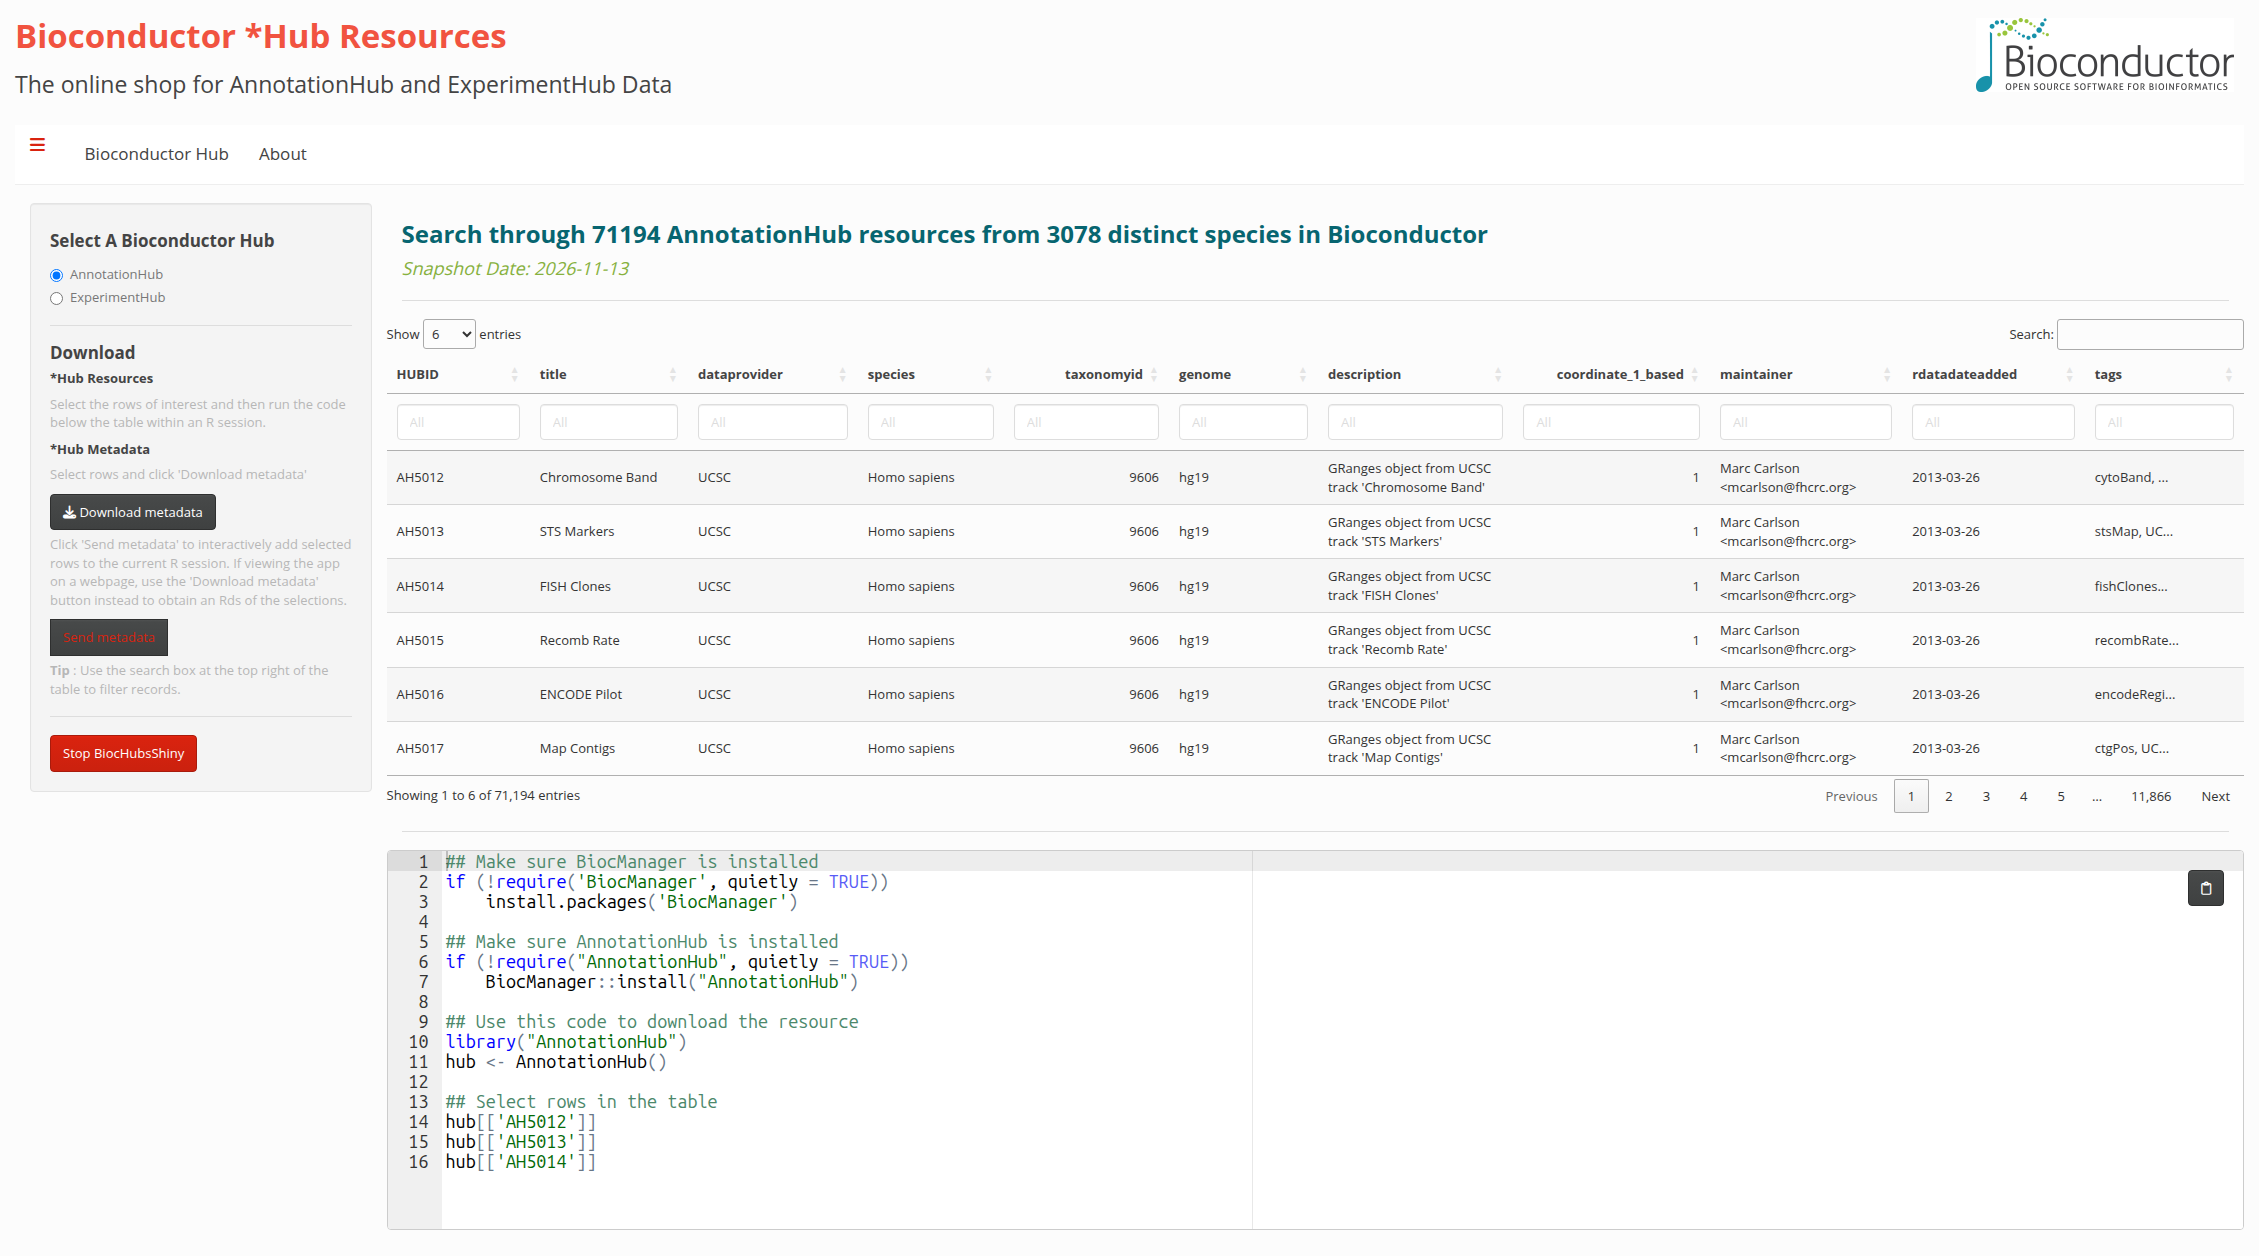 Bioconductor *Hub Resources
The online shop for AnnotationHub and ExperimentHub Data
Bioconductor
OPEN SOURCE SOFTWARE FOR BIOINFORMATICS
Bioconductor Hub About
Select A Bioconductor Hub
AnnotationHub
ExperimentHub
Download
*Hub Resources
Select the rows of interest and then run the code
below the table within an R session.
*Hub Metadata
Select rows and click 'Download metadata'
Download metadata
Click 'Send metadata' to interactively add selected
rows to the current R session. If viewing the app
on a webpage, use the 'Download metadata'
button instead to obtain an Rds of the selections.
Send metadata
Tip : Use the search box at the top right of the
table to filter records.
Stop BiocHubsShiny
Search through 71194 AnnotationHub resources from 3078 distinct species in Bioconductor
Snapshot Date: 2026-11-13
Show 6 entries Search:
HUBID title dataprovider species taxonomyid genome description coordinate_1_based maintainer rdatadateadded tags
All All All All All All All All All All All
AH5012 Chromosome Band UCSC Homo sapiens 9606 hg19 GRanges object from UCSC track 'Chromosome Band' 1 Marc Carlson <mcarlson@fhcrc.org> 2013-03-26 cytoBand, ...
AH5013 STS Markers UCSC Homo sapiens 9606 hg19 GRanges object from UCSC track 'STS Markers' 1 Marc Carlson <mcarlson@fhcrc.org> 2013-03-26 stsMap, UC...
AH5014 FISH Clones UCSC Homo sapiens 9606 hg19 GRanges object from UCSC track 'FISH Clones' 1 Marc Carlson <mcarlson@fhcrc.org> 2013-03-26 fishClones...
AH5015 Recomb Rate UCSC Homo sapiens 9606 hg19 GRanges object from UCSC track 'Recomb Rate' 1 Marc Carlson <mcarlson@fhcrc.org> 2013-03-26 recombRate...
AH5016 ENCODE Pilot UCSC Homo sapiens 9606 hg19 GRanges object from UCSC track 'ENCODE Pilot' 1 Marc Carlson <mcarlson@fhcrc.org> 2013-03-26 encodeRegi...
AH5017 Map Contigs UCSC Homo sapiens 9606 hg19 GRanges object from UCSC track 'Map Contigs' 1 Marc Carlson <mcarlson@fhcrc.org> 2013-03-26 ctgPos, UC...
Showing 1 to 6 of 71,194 entries Previous 1 2 3 4 5 ... 11,866 Next
1 ## Make sure BiocManager is installed
2 if (!require('BiocManager', quietly = TRUE))
3     install.packages('BiocManager')
4
5 ## Make sure AnnotationHub is installed
6 if (!require("AnnotationHub", quietly = TRUE))
7     BiocManager::install("AnnotationHub")
8
9 ## Use this code to download the resource
10 library("AnnotationHub")
11 hub <- AnnotationHub()
12
13 ## Select rows in the table
14 hub[['AH5012']]
15 hub[['AH5013']]
16 hub[['AH5014']]